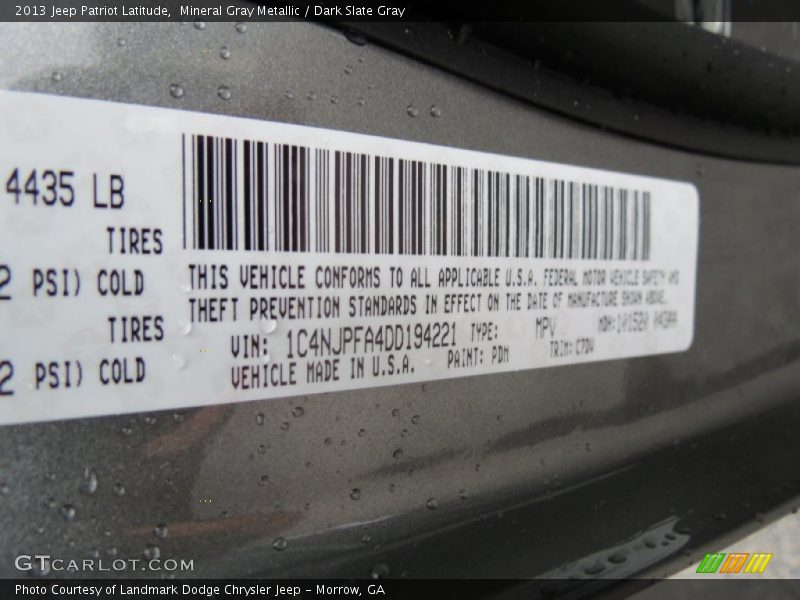 2013 Jeep Patriot Latitude, Mineral Gray Metallic / Dark Slate Gray
4435 LB
TIRES
2 PSI) COLD
TIRES
2 PSI) COLD
THIS VEHICLE CONFORMS TO ALL APPLICABLE U.S.A. FEDERAL MOTOR VEHICLE SAFETY AND
THEFT PREVENTION STANDARDS IN EFFECT ON THE DATE OF MANUFACTURE SHOWN ABOVE.
VIN: 1C4NJPFA4DD194221 TYPE: MPV MDH:
VEHICLE MADE IN U.S.A. PAINT: PDM TRIM:
GTCARLOT.COM
Photo Courtesy of Landmark Dodge Chrysler Jeep – Morrow, GA